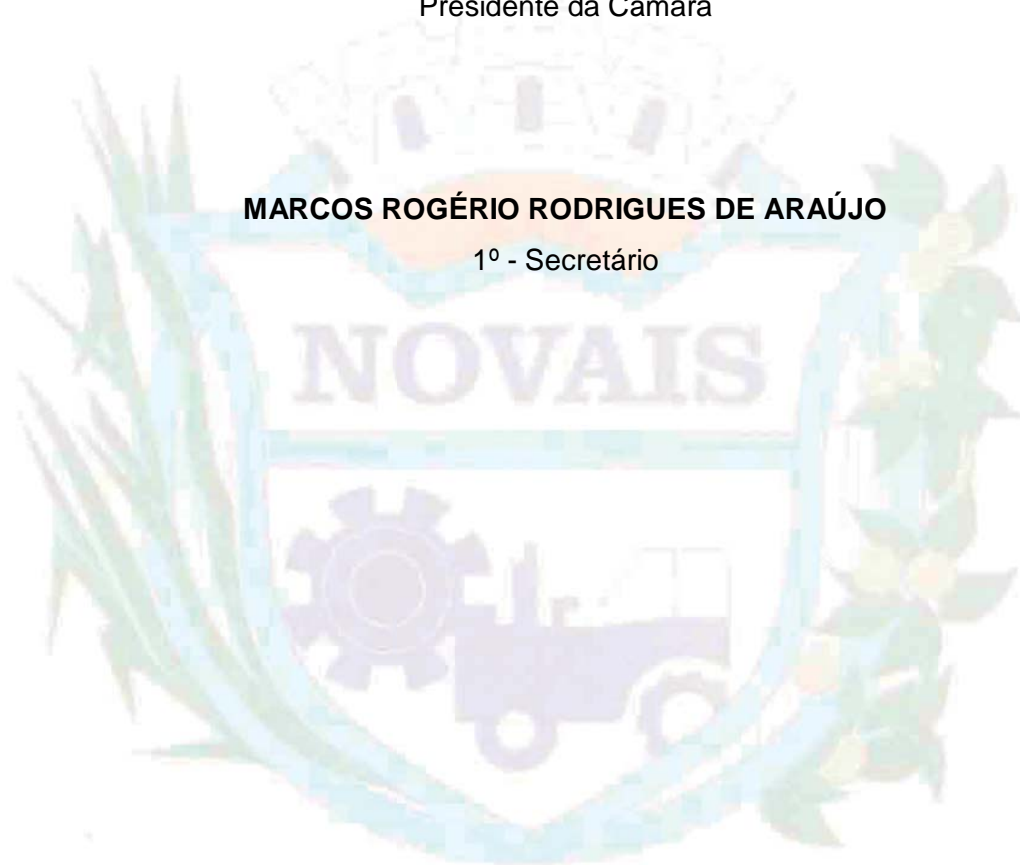 Presidente da Câmara
MARCOS ROGÉRIO RODRIGUES DE ARAÚJO
1º - Secretário
NOVAIS